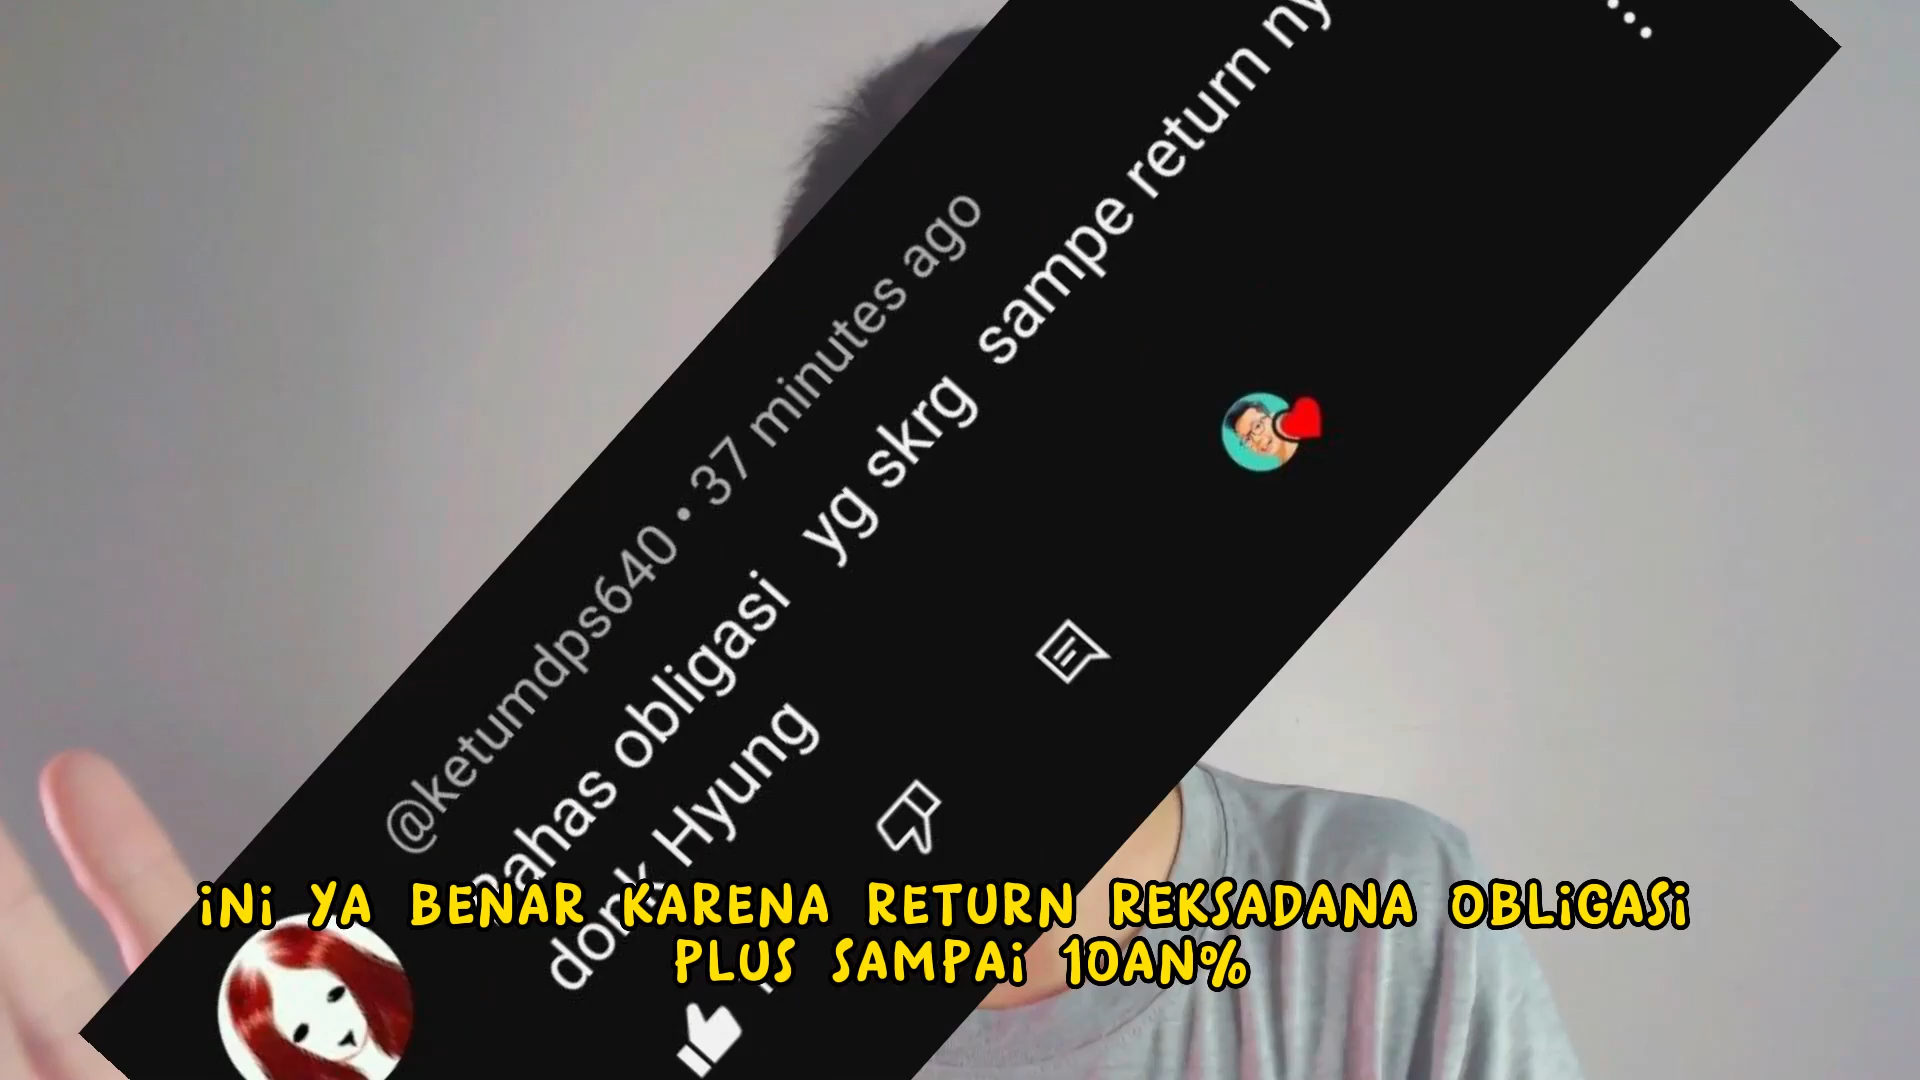 @ketumdps640 • 37 minutes ago
Bahas obligasi yg skrg sampe return ny
donk Hyung
iNi YA BENAR KARENA RETURN REKSADANA OBLiGASi
PLUS SAMPAi 10AN%